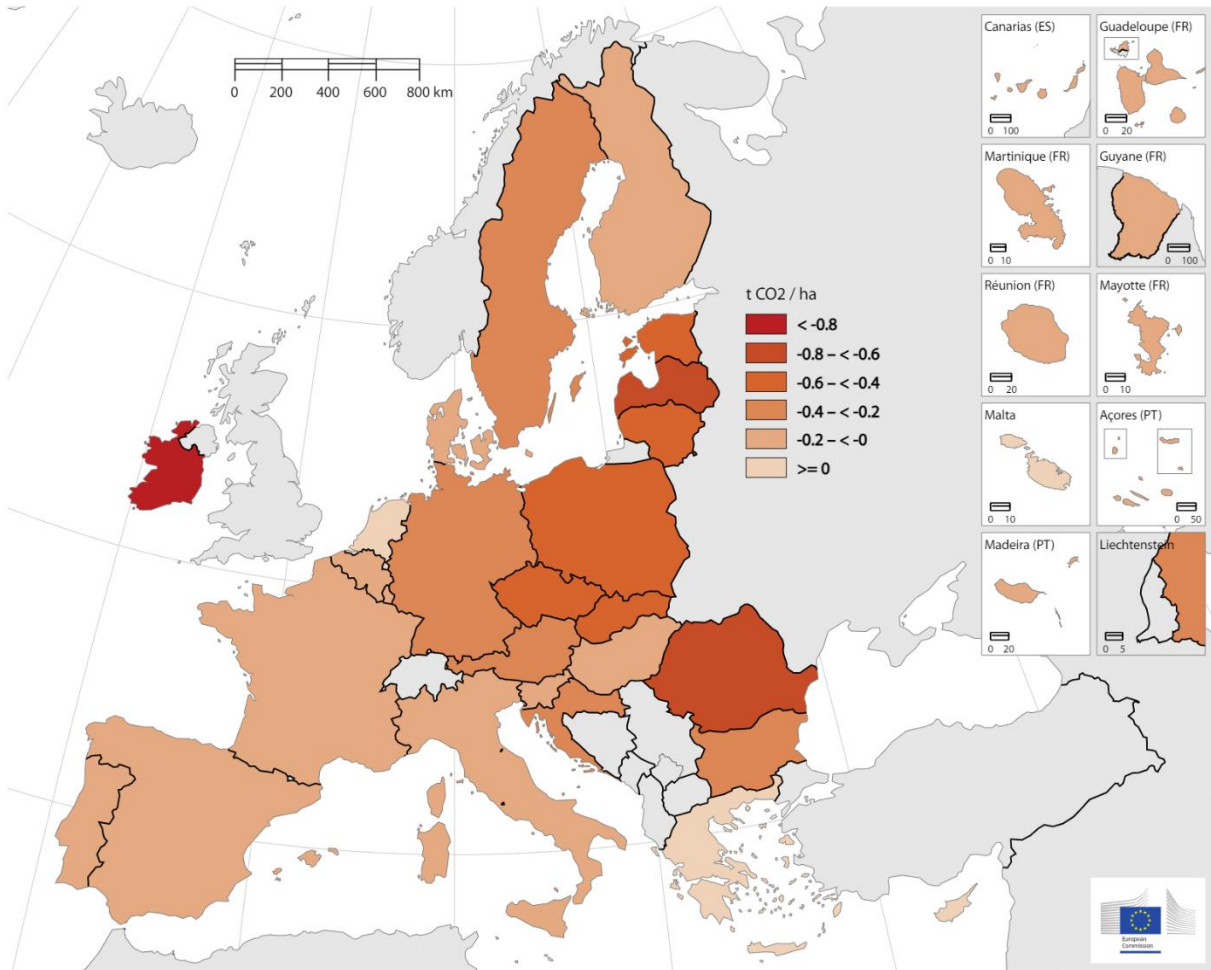 0 200 400 600 800 km
t CO2 / ha
< -0.8
-0.8 – < -0.6
-0.6 – < -0.4
-0.4 – < -0.2
-0.2 – < -0
>= 0
Canarias (ES)
0 100
Guadeloupe (FR)
0 20
Martinique (FR)
0 10
Guyane (FR)
0 100
Réunion (FR)
0 20
Mayotte (FR)
0 10
Malta
0 10
Açores (PT)
0 50
Madeira (PT)
0 20
Liechtenstein
0 5
European
Commission